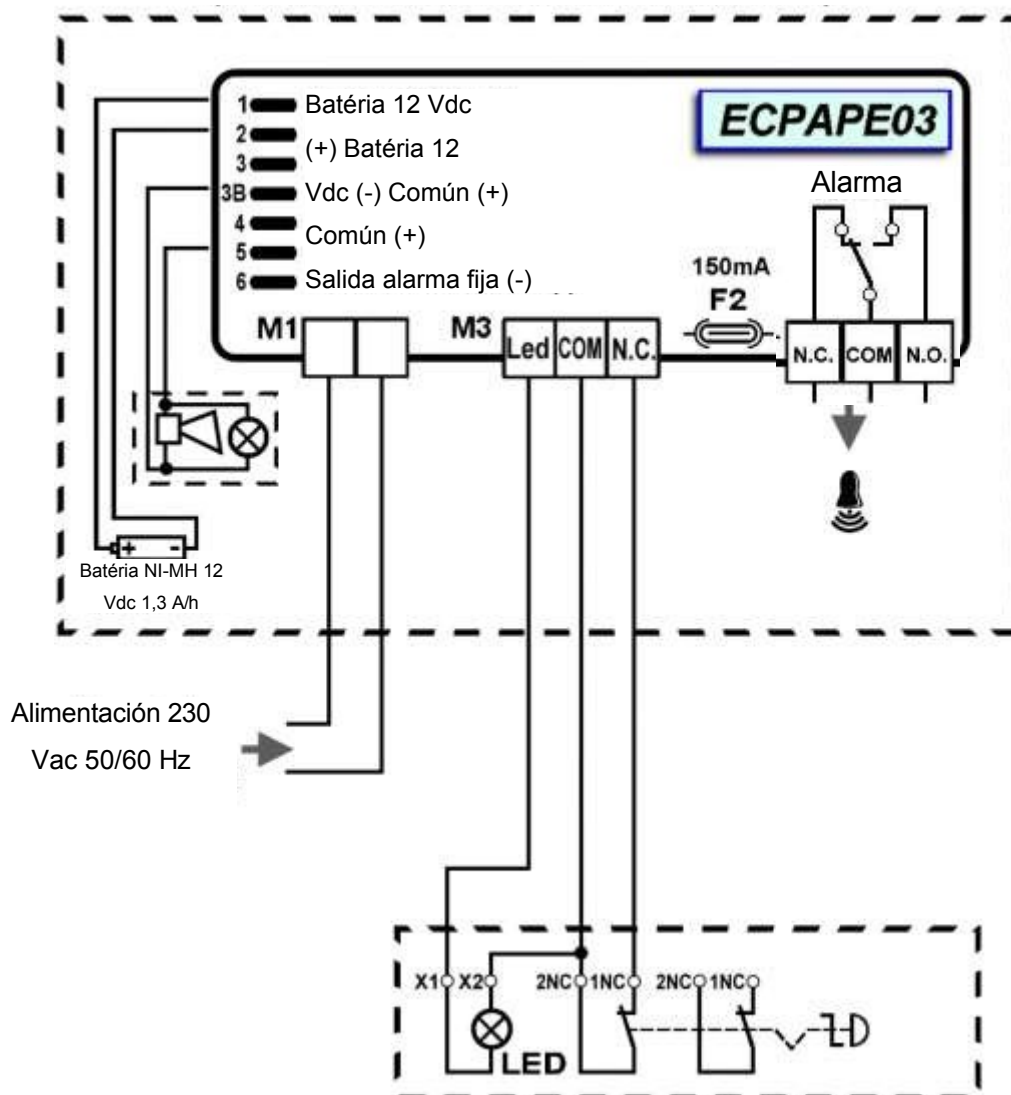 ECPAPE03
1 Batéria 12 Vdc
2
(+) Batéria 12
3
3B Vdc (-) Común (+)
4
Común (+)
5
6 Salida alarma fija (-)
Alarma
150mA
F2
M1
M3
Led COM N.C.
N.C. COM N.O.
+ -
Batéria NI-MH 12
Vdc 1,3 A/h
Alimentación 230
Vac 50/60 Hz
X1 X2 2NC 1NC 2NC 1NC
LED